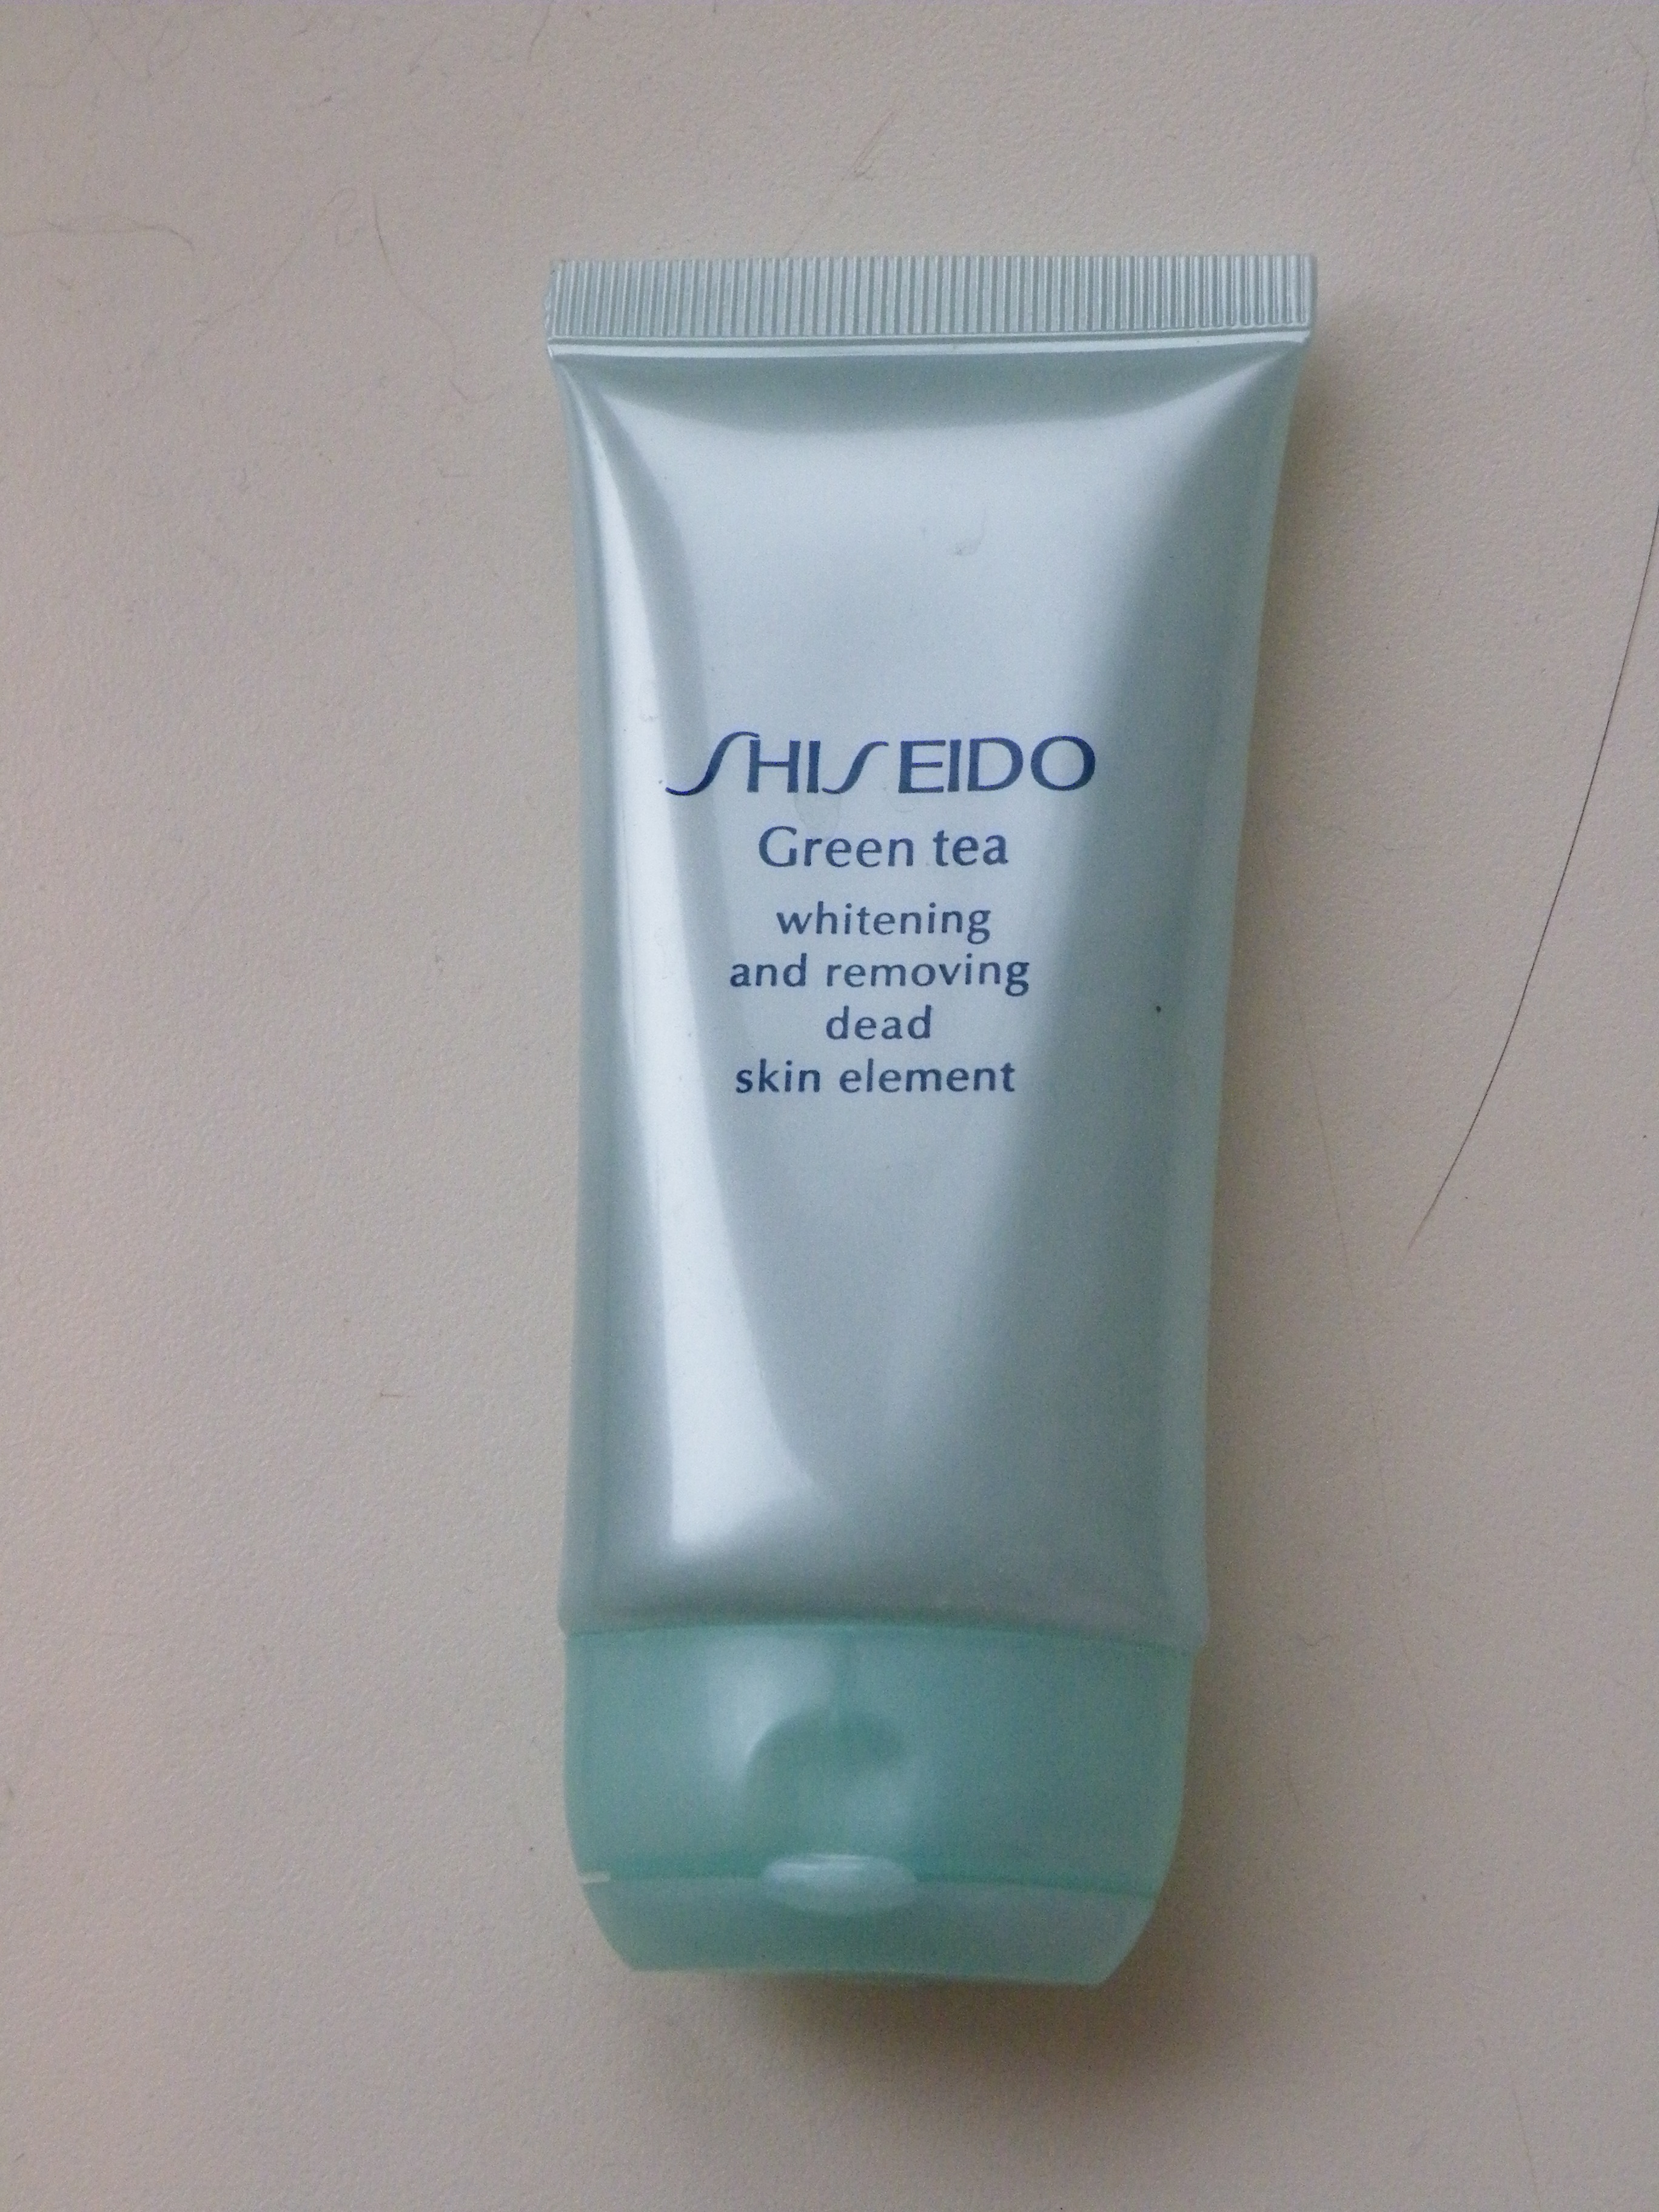 SHISEIDO
Green tea
whitening
and removing
dead
skin element